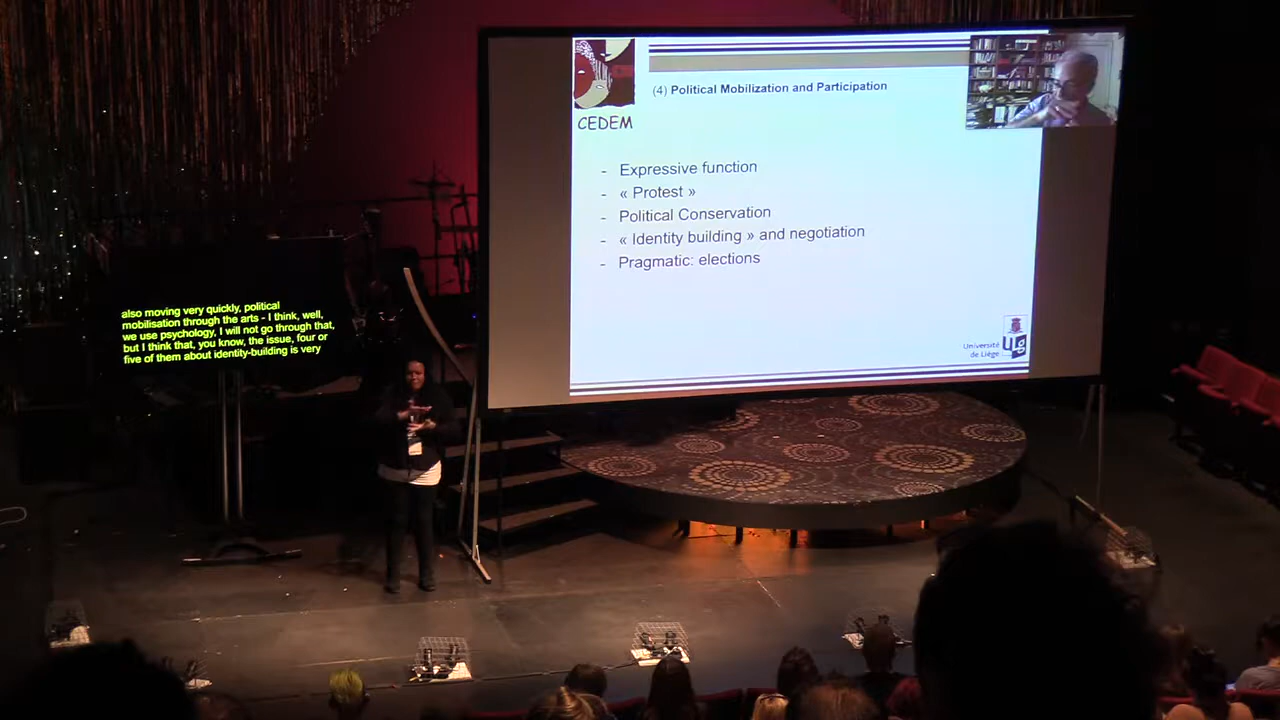 also moving very quickly, political
mobilisation through the arts - I think, well,
we use psychology, I will not go through that,
but I think that, you know, the issue, four or
five of them about identity-building is very
CEDEM
(4) Political Mobilization and Participation
- Expressive function
- « Protest »
- Political Conservation
- « Identity building » and negotiation
- Pragmatic: elections
Université
de Liège
ULg